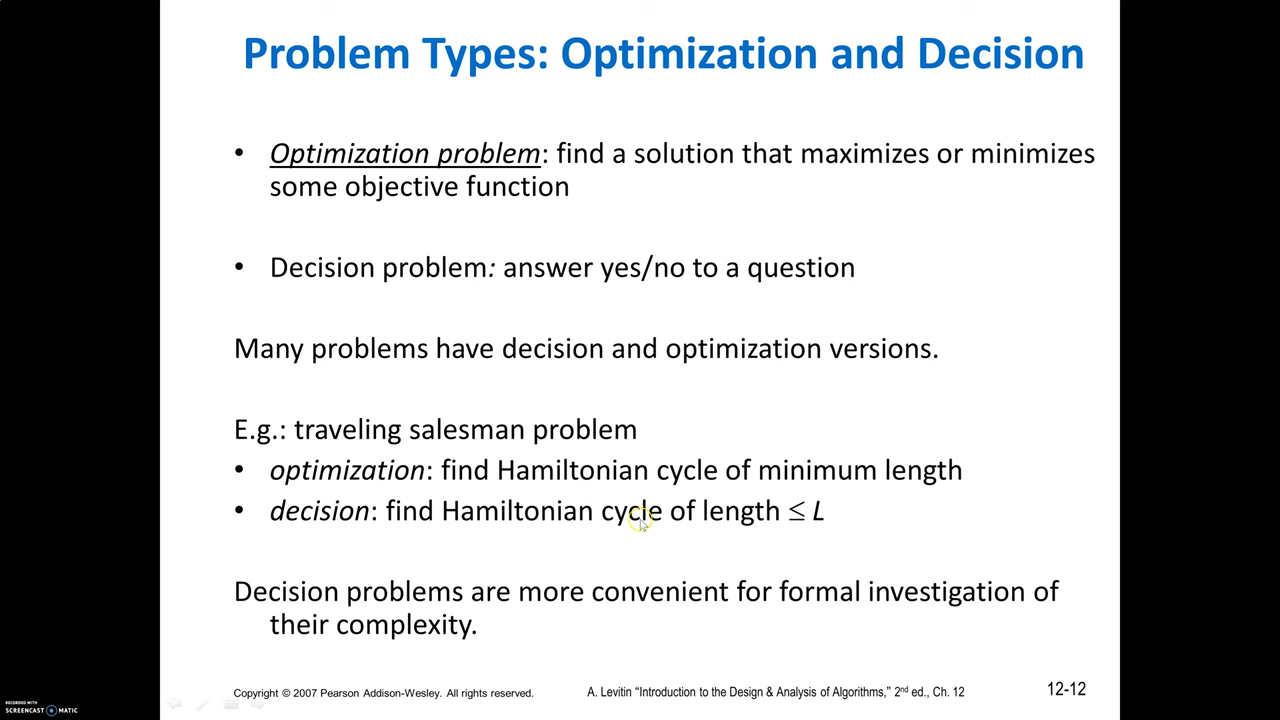 Problem Types: Optimization and Decision
• Optimization problem: find a solution that maximizes or minimizes
some objective function
• Decision problem: answer yes/no to a question
Many problems have decision and optimization versions.
E.g.: traveling salesman problem
• optimization: find Hamiltonian cycle of minimum length
• decision: find Hamiltonian cycle of length ≤ L
Decision problems are more convenient for formal investigation of
their complexity.
Copyright © 2007 Pearson Addison-Wesley. All rights reserved.
A. Levitin “Introduction to the Design & Analysis of Algorithms,” 2nd ed., Ch. 12
12-12
RECORDED WITH
SCREENCAST MATIC